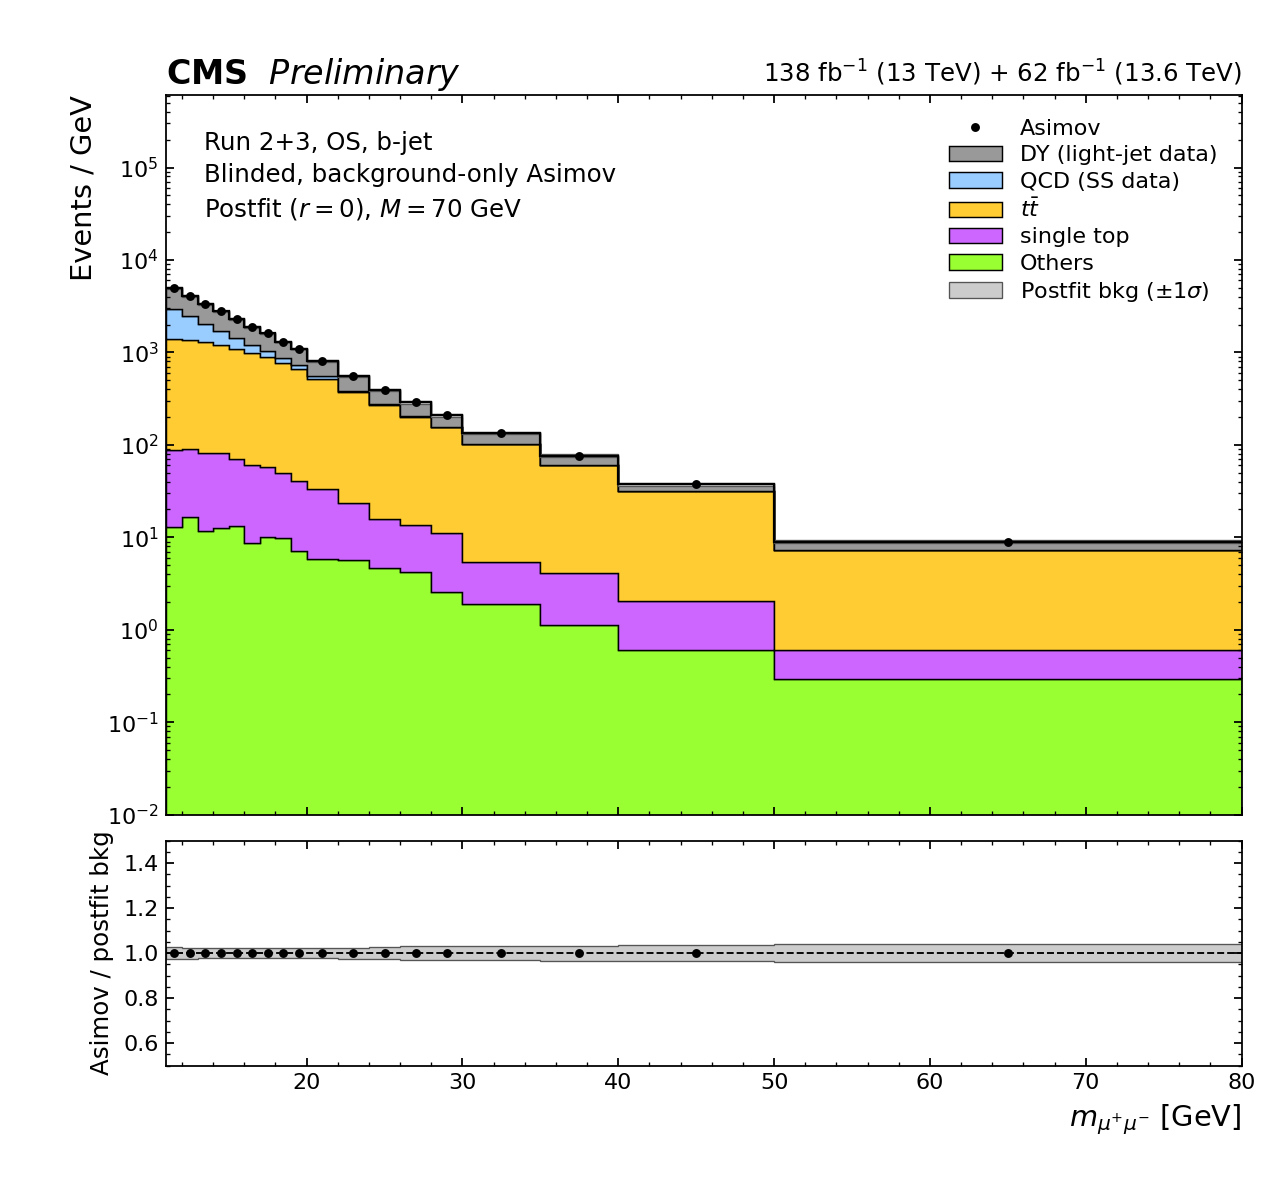 CMS Preliminary
138 fb⁻¹ (13 TeV) + 62 fb⁻¹ (13.6 TeV)
Events / GeV
Run 2+3, OS, b-jet
Blinded, background-only Asimov
Postfit (r = 0), M = 70 GeV
Asimov
DY (light-jet data)
QCD (SS data)
tt̄
single top
Others
Postfit bkg (±1σ)
10⁵
10⁴
10³
10²
10¹
10⁰
10⁻¹
10⁻²
Asimov / postfit bkg
1.4
1.2
1.0
0.8
0.6
20 30 40 50 60 70 80
m_μ⁺μ⁻ [GeV]